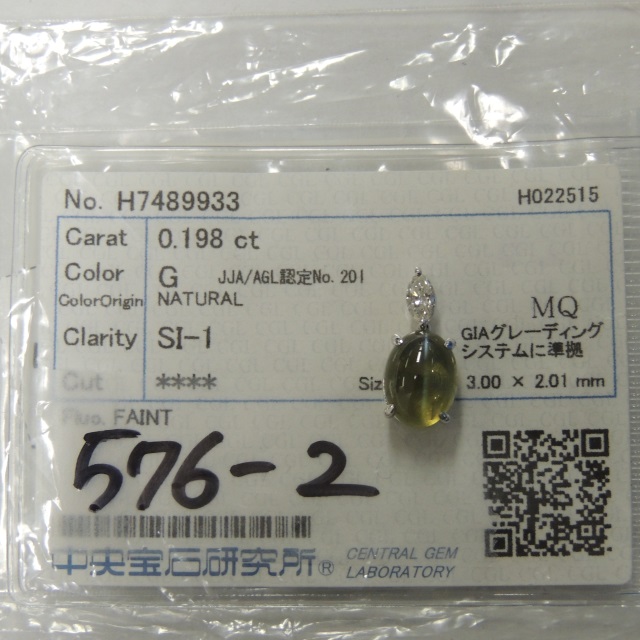 No. H7489933 H022515
Carat 0.198 ct
Color G JJA/AGL認定No.201
ColorOrigin NATURAL
MQ
Clarity SI-1 GIAグレーディング
システムに準拠
Cut **** Siz 3.00 × 2.01 mm
Fluo. FAINT
576-2
中央宝石研究所® CENTRAL GEM
LABORATORY